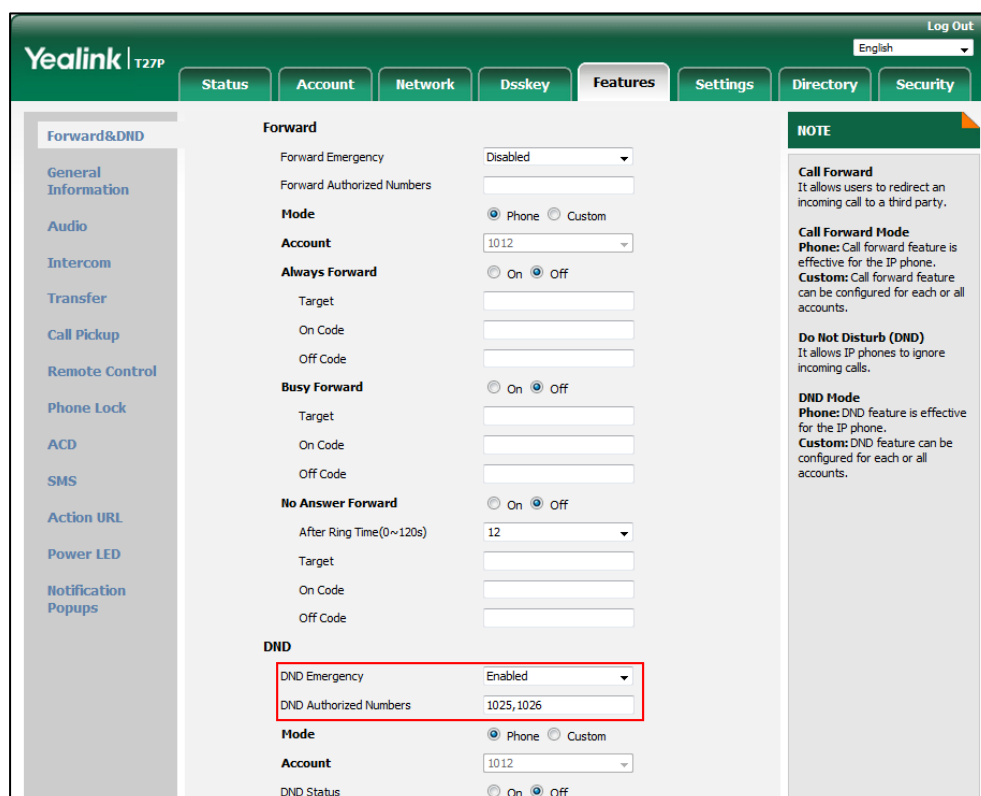 Log Out
Yealink T27P
English
Status Account Network Dsskey Features Settings Directory Security
Forward&DND
General
Information
Audio
Intercom
Transfer
Call Pickup
Remote Control
Phone Lock
ACD
SMS
Action URL
Power LED
Notification
Popups
Forward
Forward Emergency Disabled
Forward Authorized Numbers
Mode Phone Custom
Account 1012
Always Forward On Off
Target
On Code
Off Code
Busy Forward On Off
Target
On Code
Off Code
No Answer Forward On Off
After Ring Time(0~120s) 12
Target
On Code
Off Code
DND
DND Emergency Enabled
DND Authorized Numbers 1025,1026
Mode Phone Custom
Account 1012
DND Status On Off
NOTE
Call Forward
It allows users to redirect an
incoming call to a third party.
Call Forward Mode
Phone: Call forward feature is
effective for the IP phone.
Custom: Call forward feature
can be configured for each or all
accounts.
Do Not Disturb (DND)
It allows IP phones to ignore
incoming calls.
DND Mode
Phone: DND feature is effective
for the IP phone.
Custom: DND feature can be
configured for each or all
accounts.